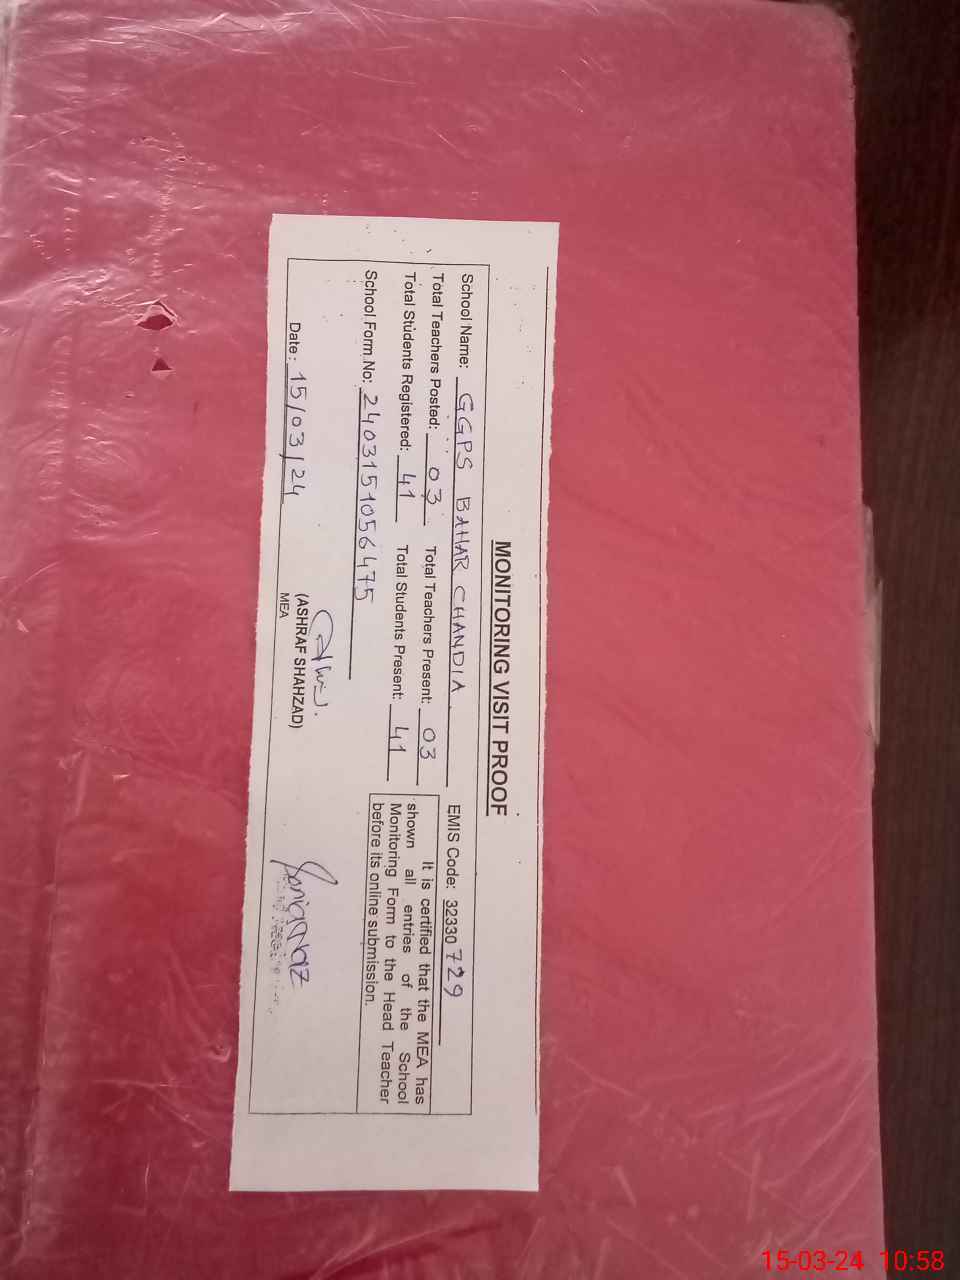 MONITORING VISIT PROOF
School Name: GGPS BAHAR CHANDIA EMIS Code: 32330729
Total Teachers Posted: 03 Total Teachers Present: 03
Total Students Registered: 41 Total Students Present: 41
School Form No: 2403151056475
It is certified that the MEA has
shown all entries of the School
Monitoring Form to the Head Teacher
before its online submission.
Date: 15/03/24
(ASHRAF SHAHZAD)
MEA
Sonia Naz
15-03-24 10:58